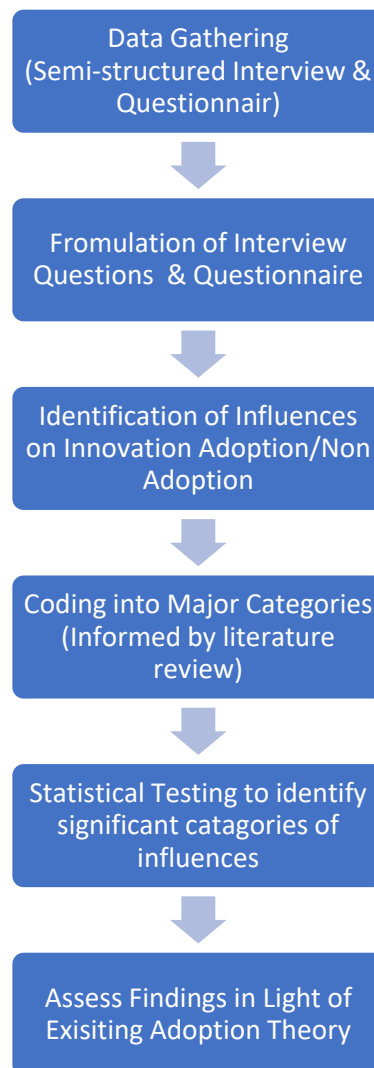 Data Gathering
(Semi-structured Interview &
Questionnair)
Fromulation of Interview
Questions & Questionnaire
Identification of Influences
on Innovation Adoption/Non
Adoption
Coding into Major Categories
(Informed by literature
review)
Statistical Testing to identify
significant catagories of
influences
Assess Findings in Light of
Exisiting Adoption Theory